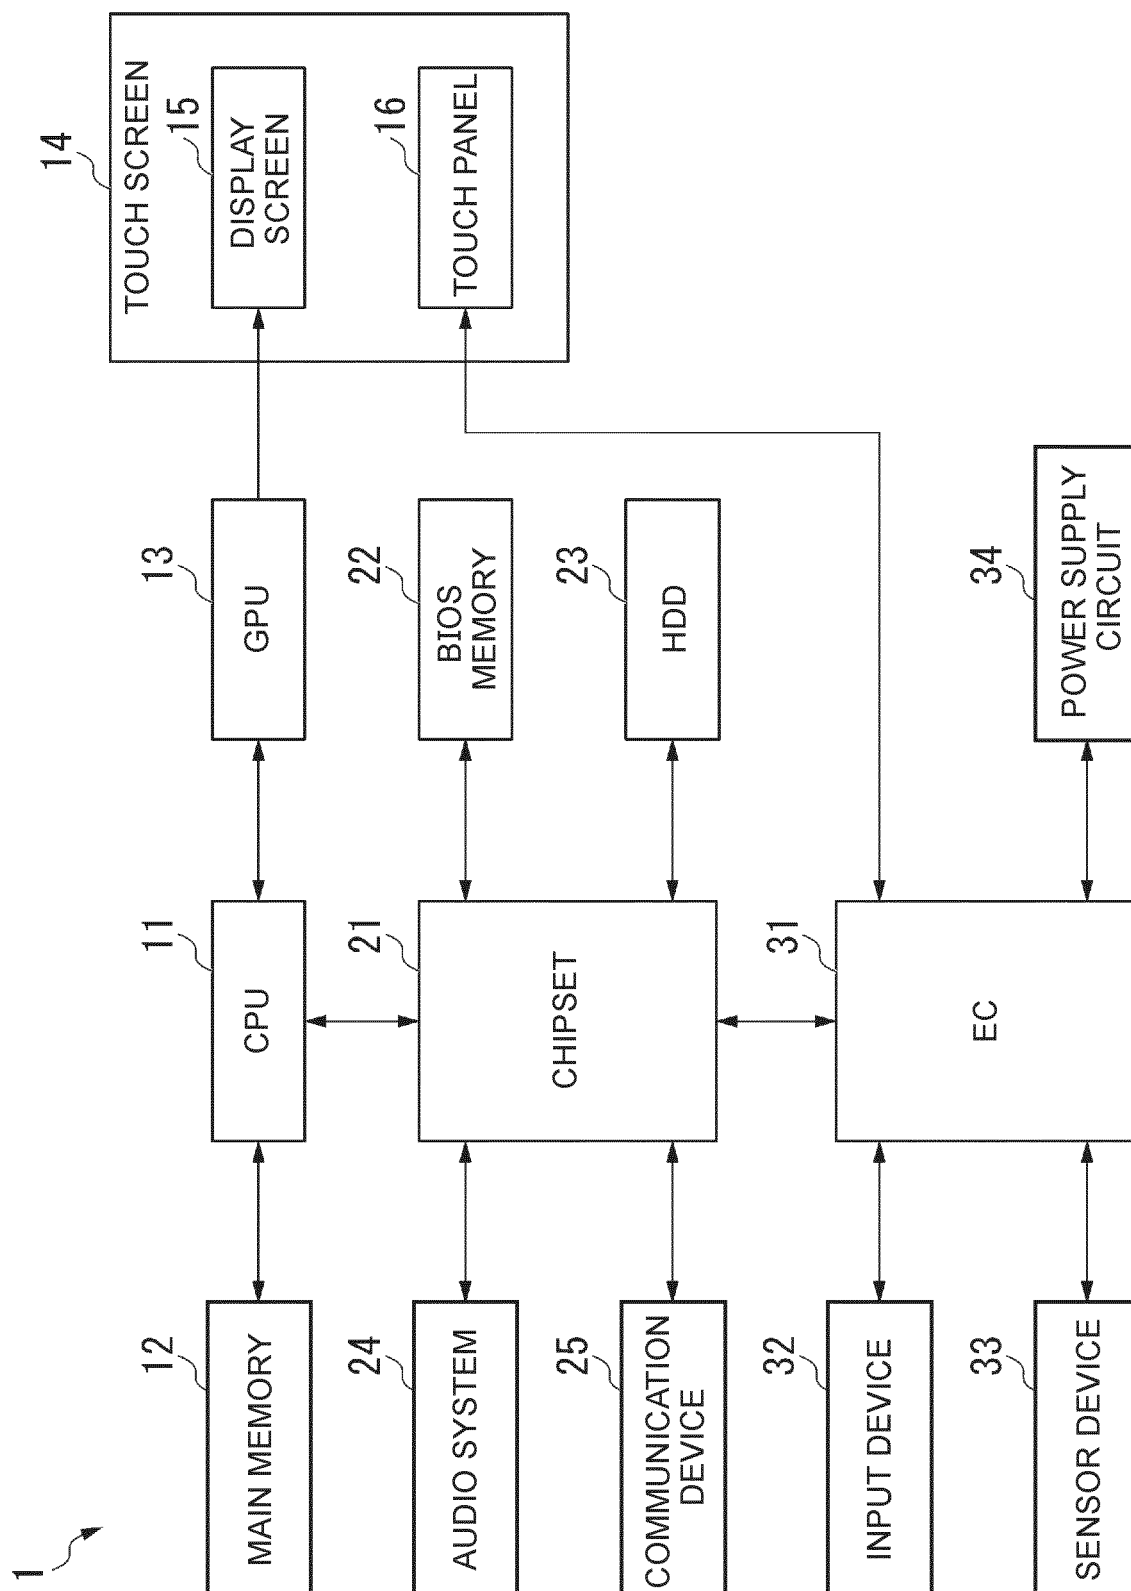 1
14
TOUCH SCREEN
12
MAIN MEMORY
11
CPU
13
GPU
15
DISPLAY
SCREEN
24
AUDIO SYSTEM
21
CHIPSET
22
BIOS
MEMORY
16
TOUCH PANEL
25
COMMUNICATION
DEVICE
23
HDD
32
INPUT DEVICE
31
EC
33
SENSOR DEVICE
34
POWER SUPPLY
CIRCUIT